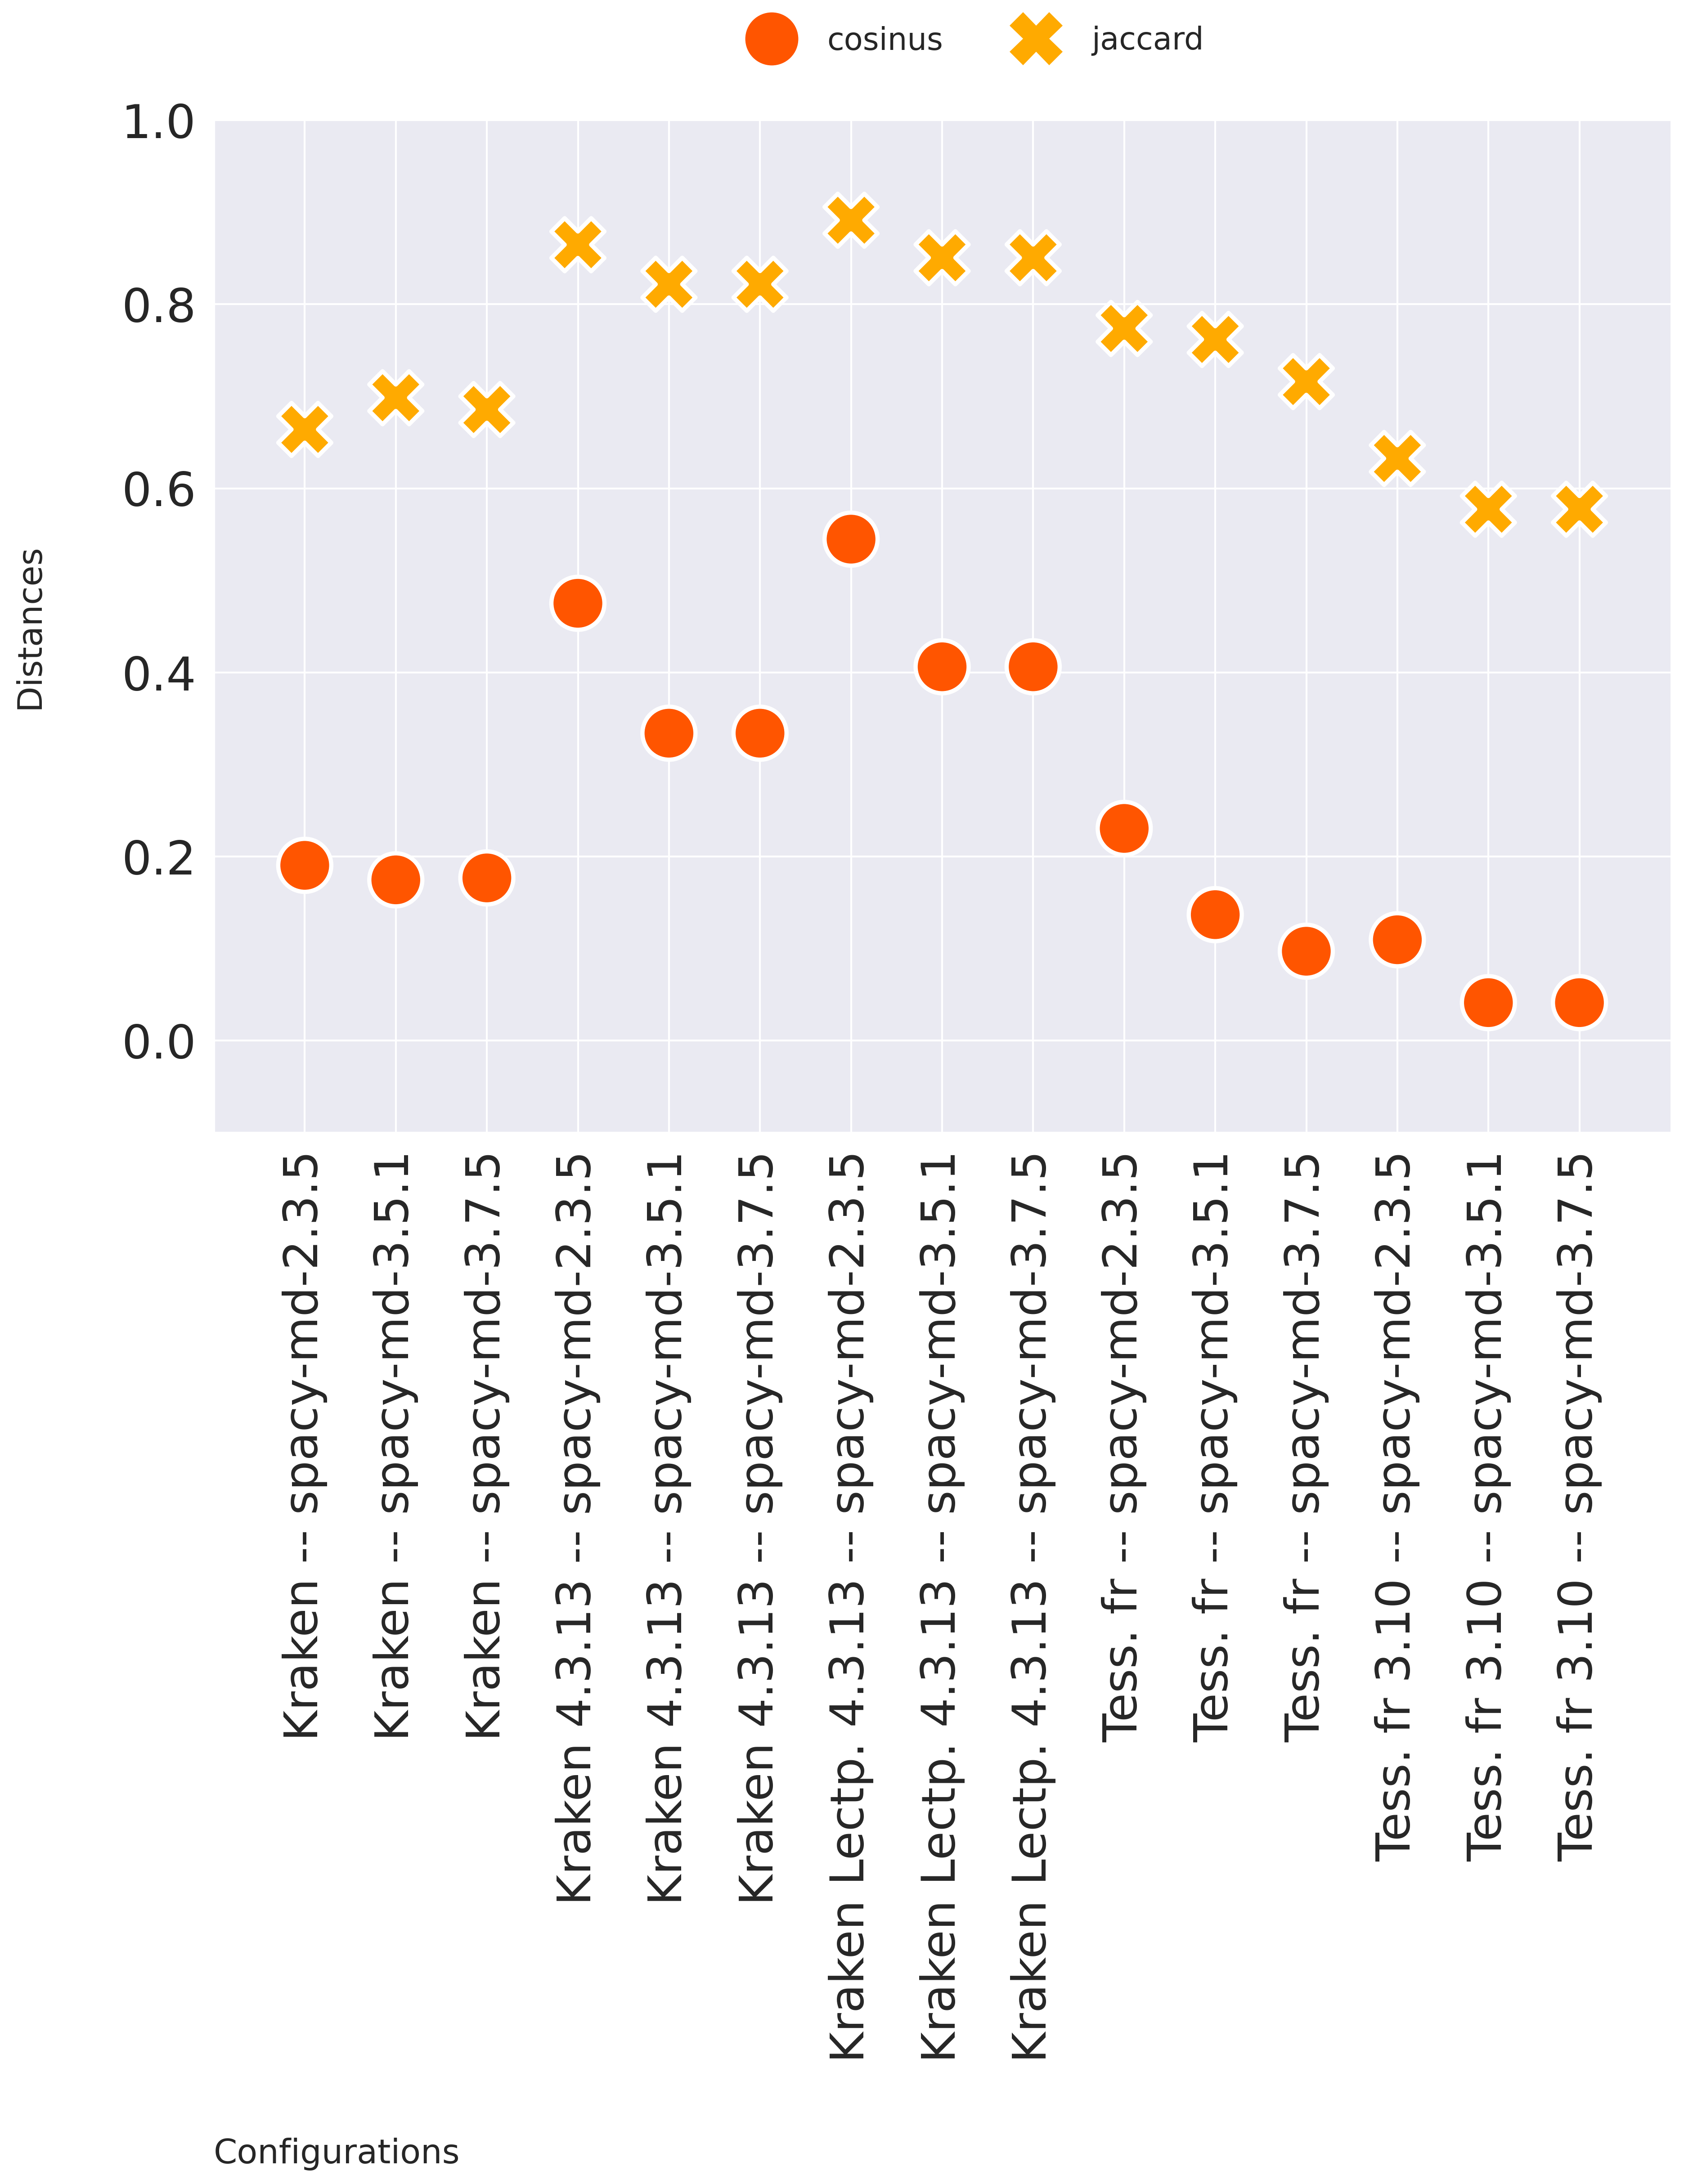 cosinus jaccard
1.0
0.8
0.6
0.4
0.2
0.0
Distances
Kraken -- spacy-md-2.3.5
Kraken -- spacy-md-3.5.1
Kraken -- spacy-md-3.7.5
Kraken 4.3.13 -- spacy-md-2.3.5
Kraken 4.3.13 -- spacy-md-3.5.1
Kraken 4.3.13 -- spacy-md-3.7.5
Kraken Lectp. 4.3.13 -- spacy-md-2.3.5
Kraken Lectp. 4.3.13 -- spacy-md-3.5.1
Kraken Lectp. 4.3.13 -- spacy-md-3.7.5
Tess. fr -- spacy-md-2.3.5
Tess. fr -- spacy-md-3.5.1
Tess. fr -- spacy-md-3.7.5
Tess. fr 3.10 -- spacy-md-2.3.5
Tess. fr 3.10 -- spacy-md-3.5.1
Tess. fr 3.10 -- spacy-md-3.7.5
Configurations